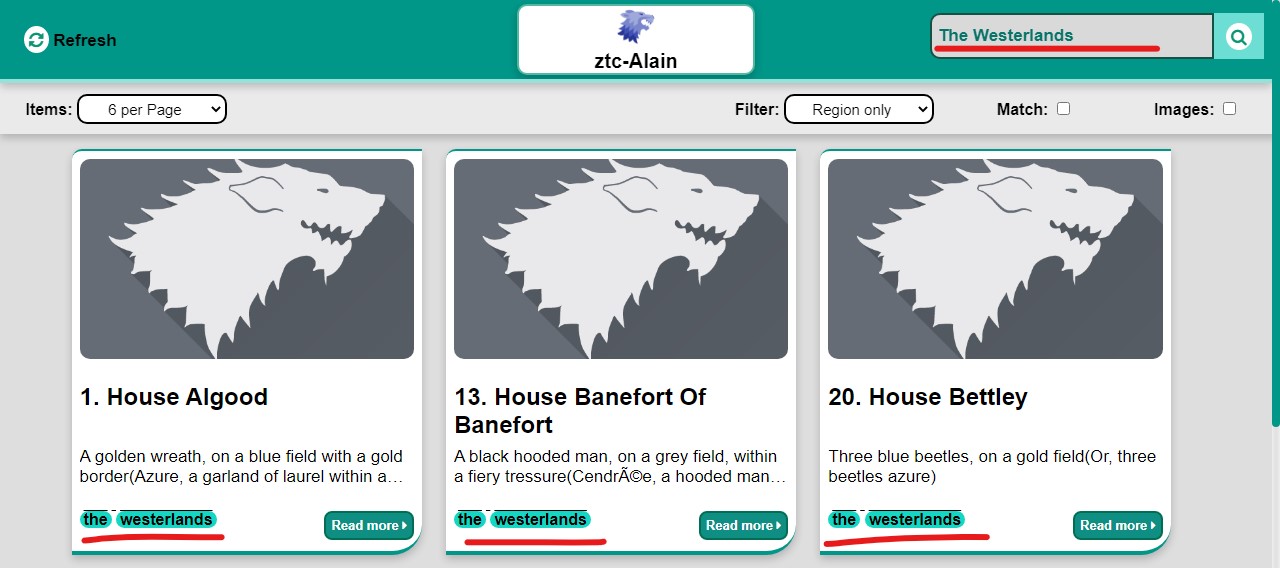 Refresh
ztc-Alain
The Westerlands
Items: 6 per Page
Filter: Region only
Match:
Images:
1. House Algood
A golden wreath, on a blue field with a gold
border(Azure, a garland of laurel within a…
the westerlands
Read more
13. House Banefort Of
Banefort
A black hooded man, on a grey field, within
a fiery tressure(CendrÃ©e, a hooded man…
the westerlands
Read more
20. House Bettley
Three blue beetles, on a gold field(Or, three
beetles azure)
the westerlands
Read more